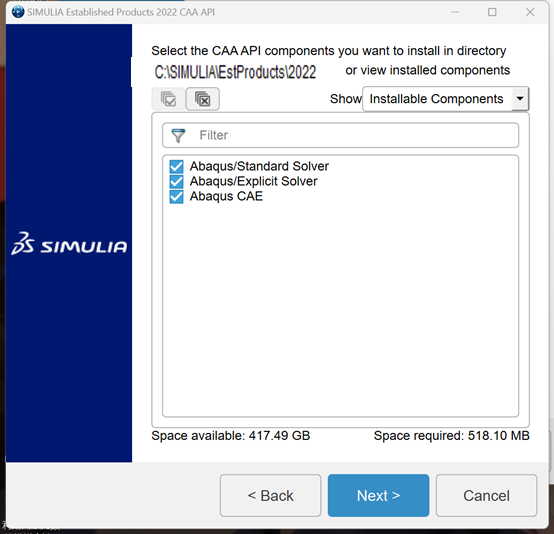 SIMULIA Established Products 2022 CAA API
Select the CAA API components you want to install in directory
C:\SIMULIA\EstProducts\2022 or view installed components
Show Installable Components
Filter
Abaqus/Standard Solver
Abaqus/Explicit Solver
Abaqus CAE
SIMULIA
Space available: 417.49 GB Space required: 518.10 MB
< Back Next > Cancel